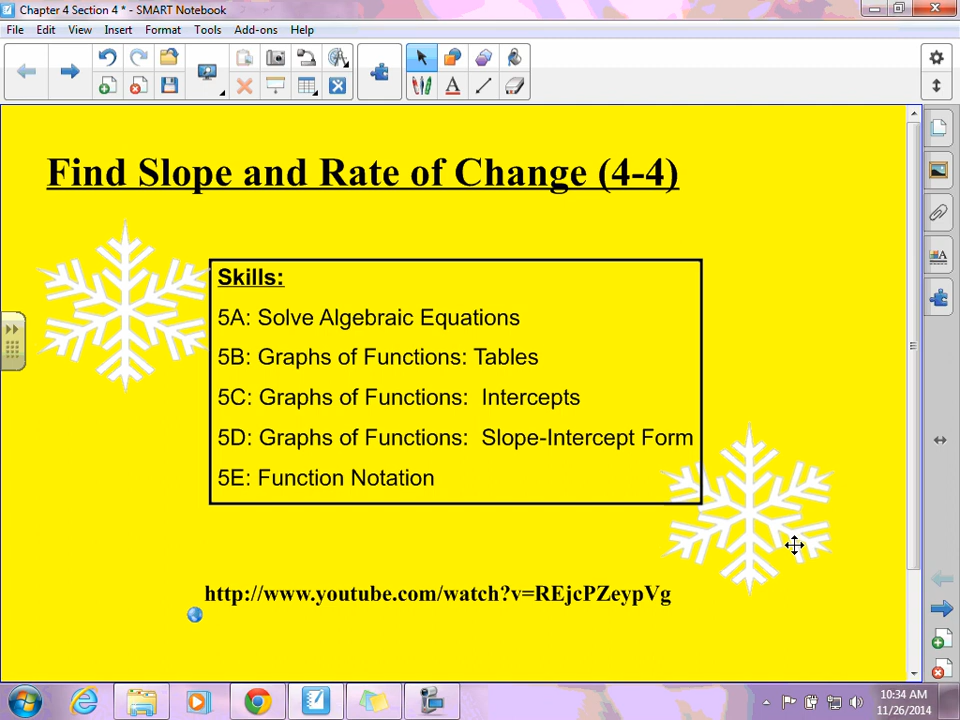 Chapter 4 Section 4 * - SMART Notebook
File Edit View Insert Format Tools Add-ons Help
Find Slope and Rate of Change (4-4)
Skills:
5A: Solve Algebraic Equations
5B: Graphs of Functions: Tables
5C: Graphs of Functions: Intercepts
5D: Graphs of Functions: Slope-Intercept Form
5E: Function Notation
http://www.youtube.com/watch?v=REjcPZeypVg
10:34 AM
11/26/2014